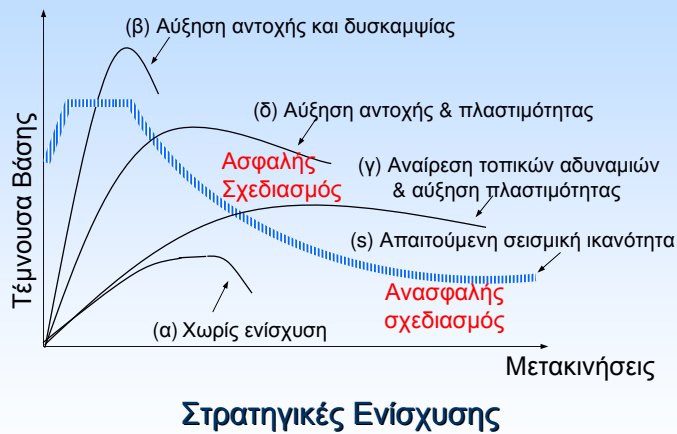 (β) Αύξηση αντοχής και δυσκαμψίας
(δ) Αύξηση αντοχής & πλαστιμότητας
Ασφαλής
Σχεδιασμός
(γ) Αναίρεση τοπικών αδυναμιών
& αύξηση πλαστιμότητας
(s) Απαιτούμενη σεισμική ικανότητα
Ανασφαλής
σχεδιασμός
(α) Χωρίς ενίσχυση
Τέμνουσα Βάσης
Μετακινήσεις
Στρατηγικές Ενίσχυσης